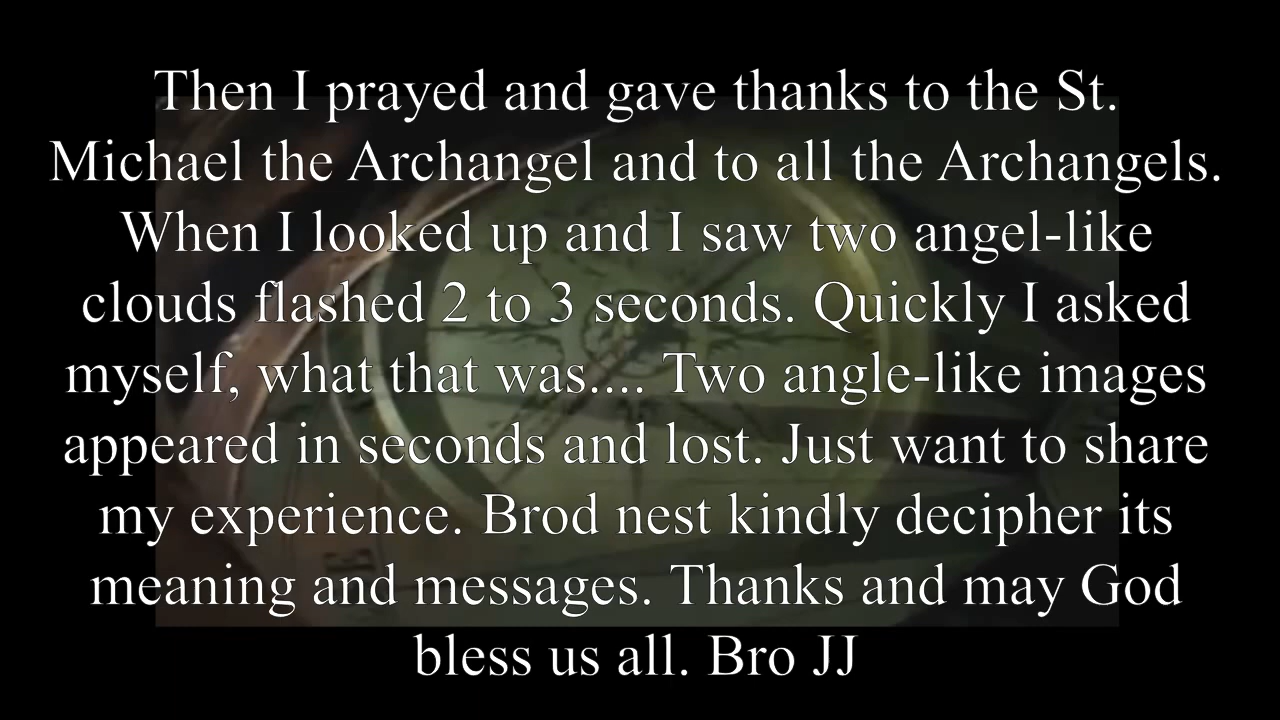 Then I prayed and gave thanks to the St.
Michael the Archangel and to all the Archangels.
When I looked up and I saw two angel-like
clouds flashed 2 to 3 seconds. Quickly I asked
myself, what that was.... Two angle-like images
appeared in seconds and lost. Just want to share
my experience. Brod nest kindly decipher its
meaning and messages. Thanks and may God
bless us all. Bro JJ